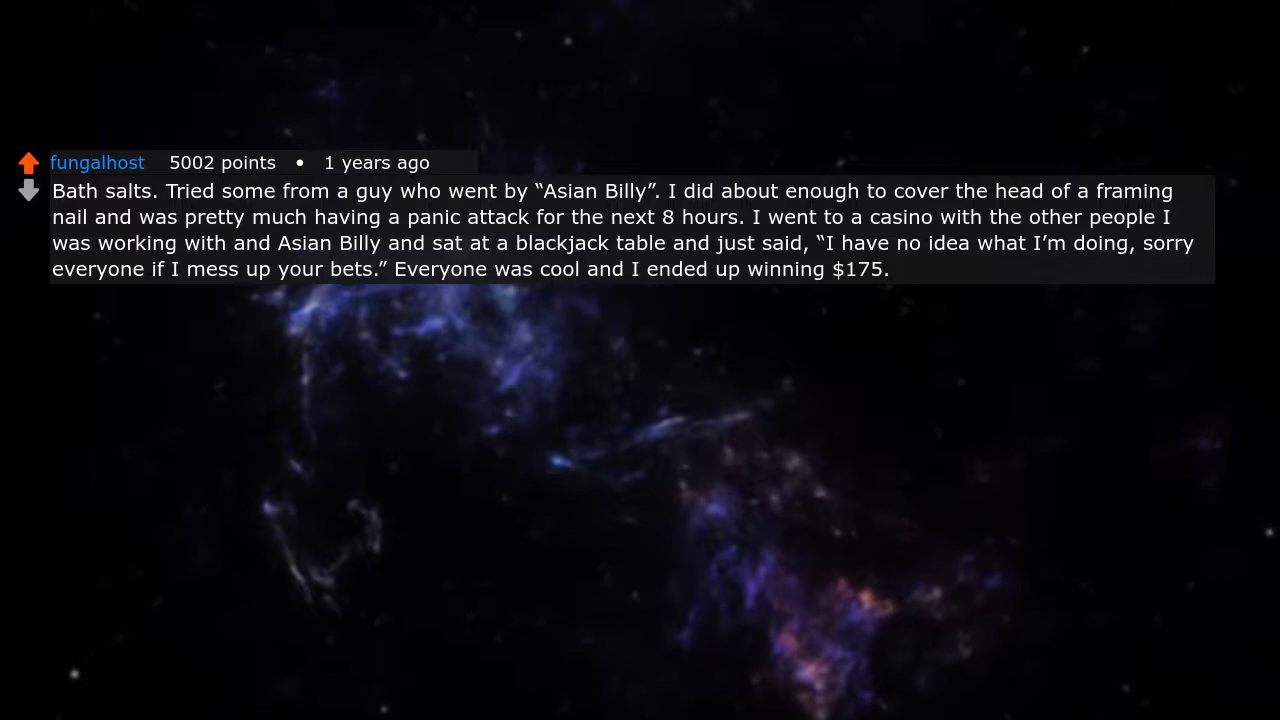 fungalhost 5002 points • 1 years ago
Bath salts. Tried some from a guy who went by “Asian Billy”. I did about enough to cover the head of a framing
nail and was pretty much having a panic attack for the next 8 hours. I went to a casino with the other people I
was working with and Asian Billy and sat at a blackjack table and just said, “I have no idea what I’m doing, sorry
everyone if I mess up your bets.” Everyone was cool and I ended up winning $175.